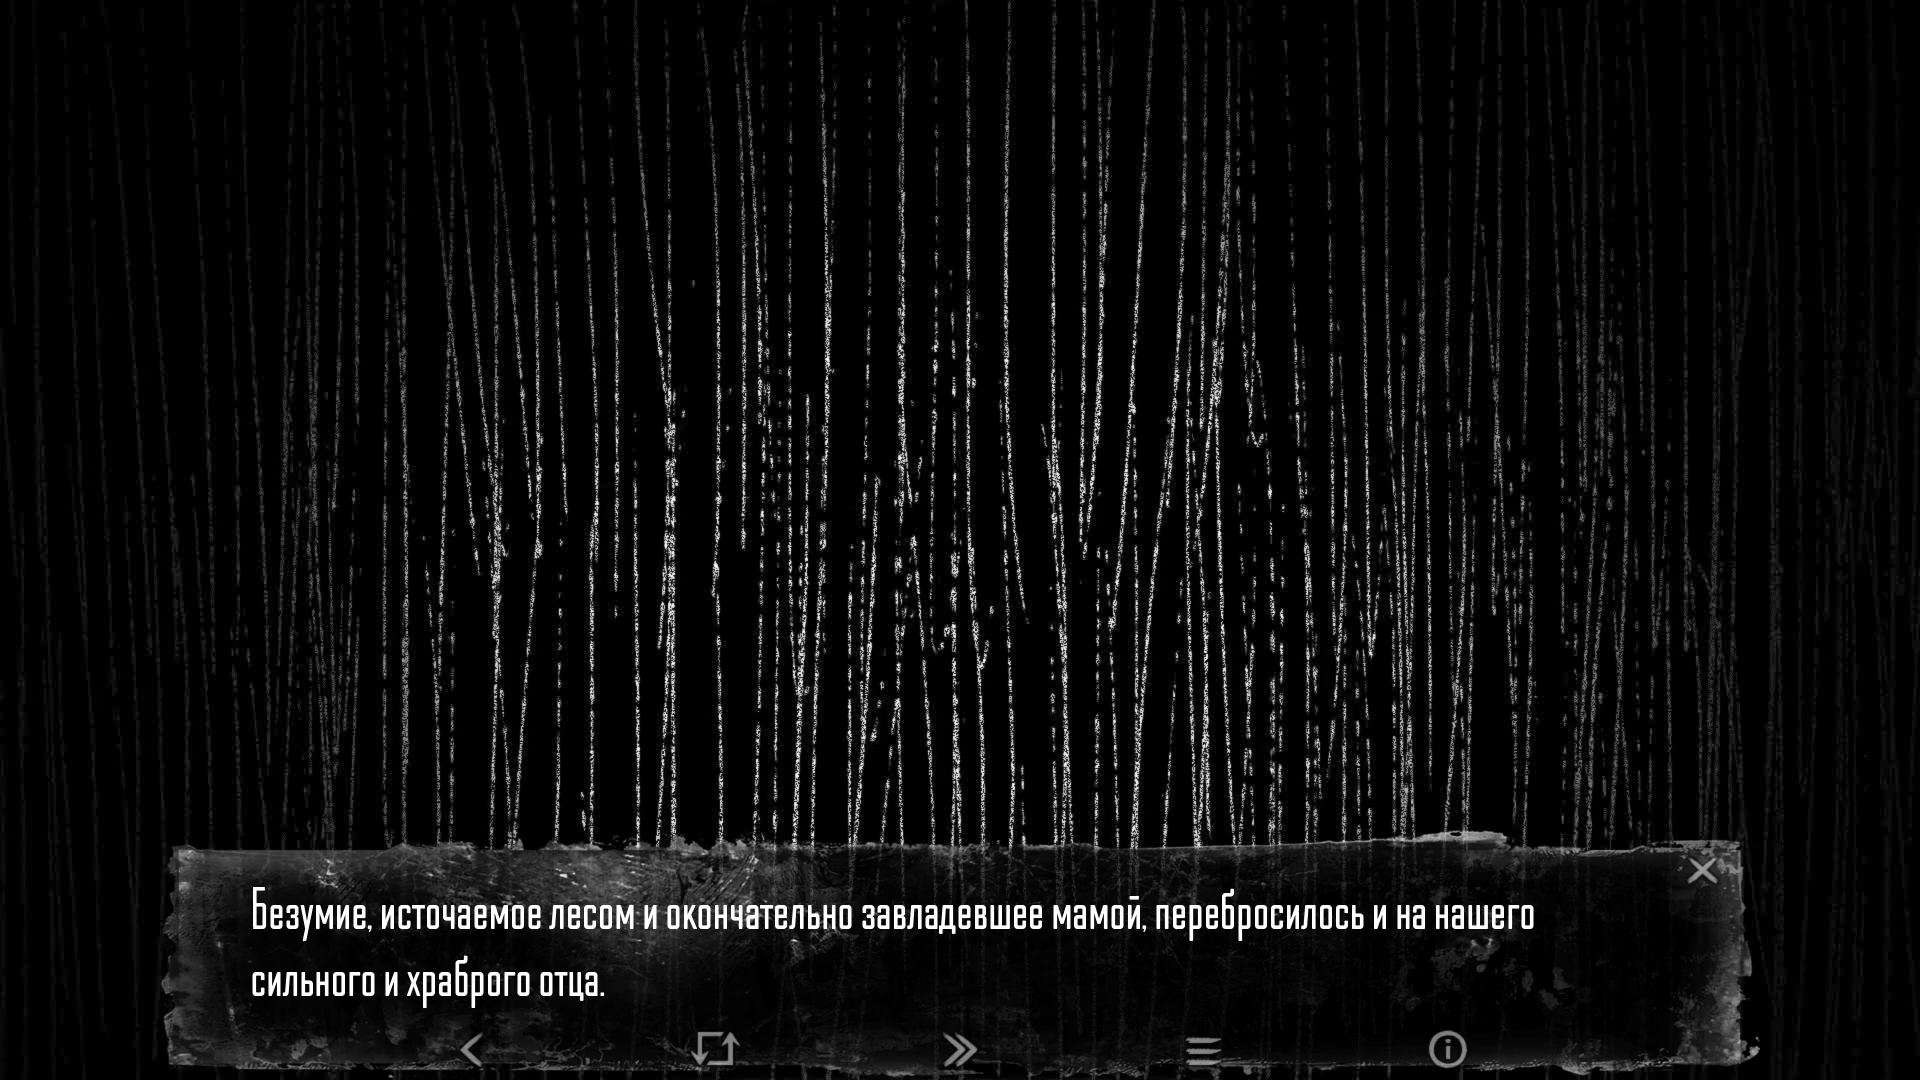 Безумие, источаемое лесом и окончательно завладевшее мамой, перебросилось и на нашего
сильного и храброго отца.